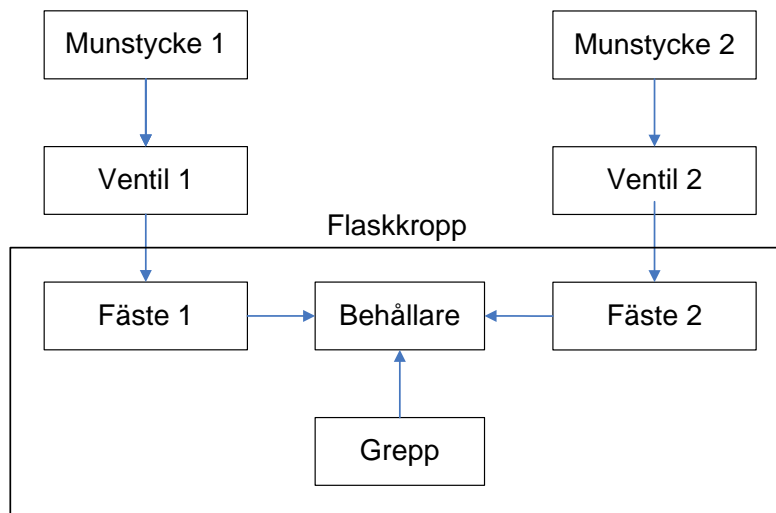 Munstycke 1
Munstycke 2
Ventil 1
Ventil 2
Flaskkropp
Fäste 1
Behållare
Fäste 2
Grepp